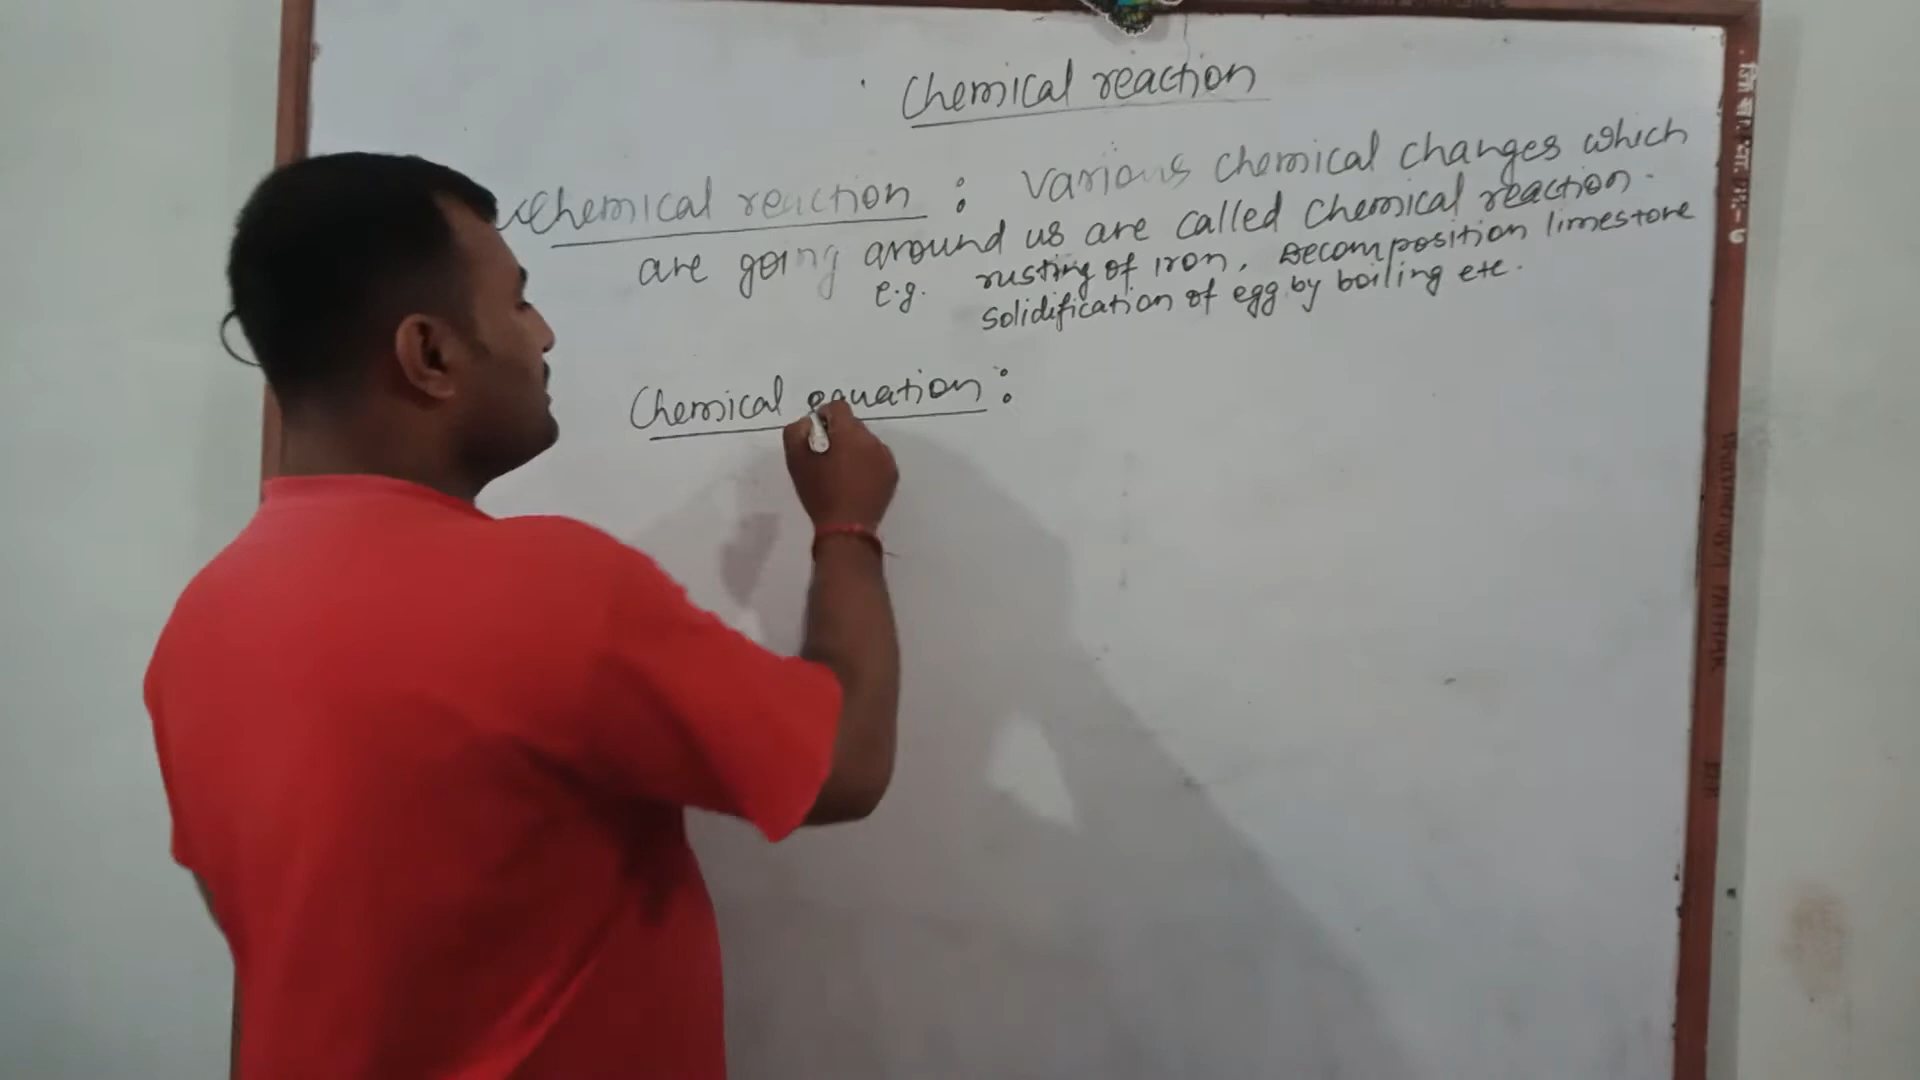 Chemical reaction
Chemical reaction : Various chemical changes which
are going around us are called chemical reaction.
e.g. rusting of iron, Decomposition limestone
Solidification of egg by boiling etc.
Chemical equation :